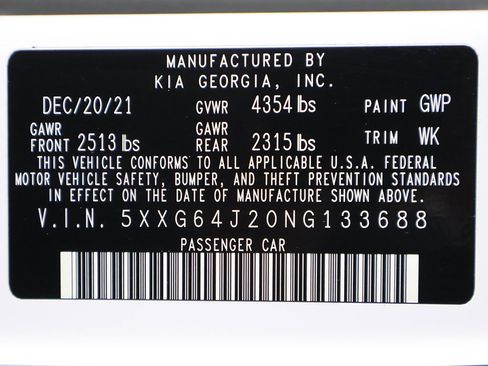 MANUFACTURED BY
KIA GEORGIA, INC.
DEC/20/21 GVWR 4354 lbs PAINT GWP
GAWR FRONT 2513 lbs GAWR REAR 2315 lbs TRIM WK
THIS VEHICLE CONFORMS TO ALL APPLICABLE U.S.A. FEDERAL
MOTOR VEHICLE SAFETY, BUMPER, AND THEFT PREVENTION STANDARDS
IN EFFECT ON THE DATE OF MANUFACTURE SHOWN ABOVE.
V.I.N. 5XXG64J20NG133688
PASSENGER CAR